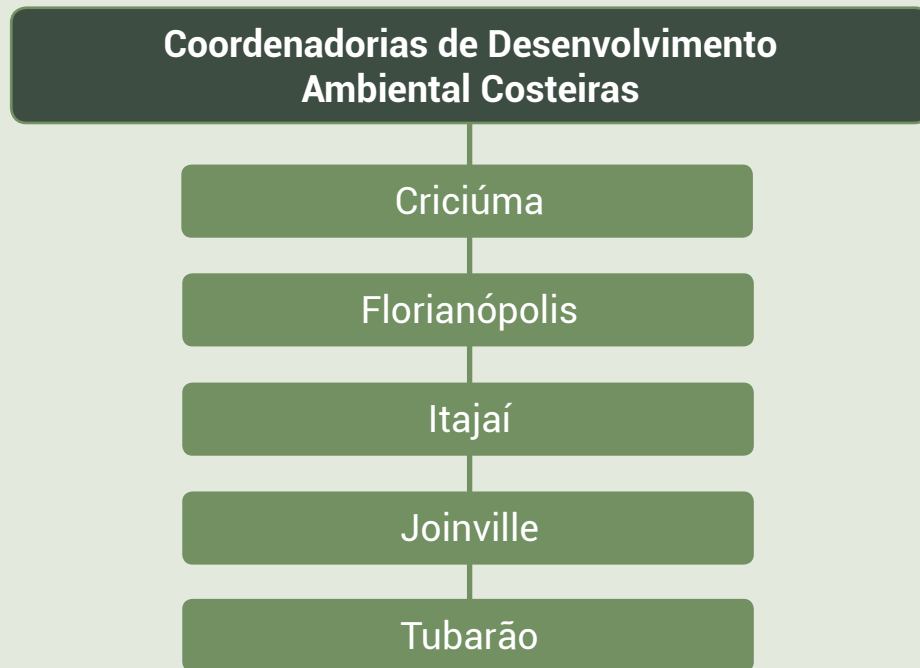 Coordenadorias de Desenvolvimento
Ambiental Costeiras
Criciúma
Florianópolis
Itajaí
Joinville
Tubarão